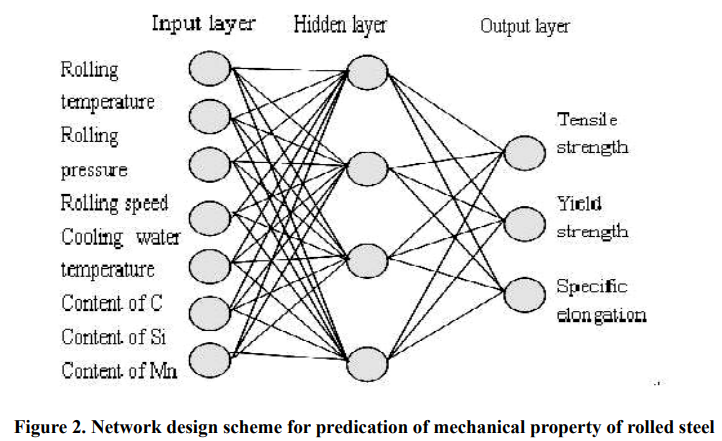 Input layer Hidden layer Output layer
Rolling
temperature
Rolling
pressure
Rolling speed
Cooling water
temperature
Content of C
Content of Si
Content of Mn
Tensile
strength
Yield
strength
Specific
elongation
Figure 2. Network design scheme for predication of mechanical property of rolled steel